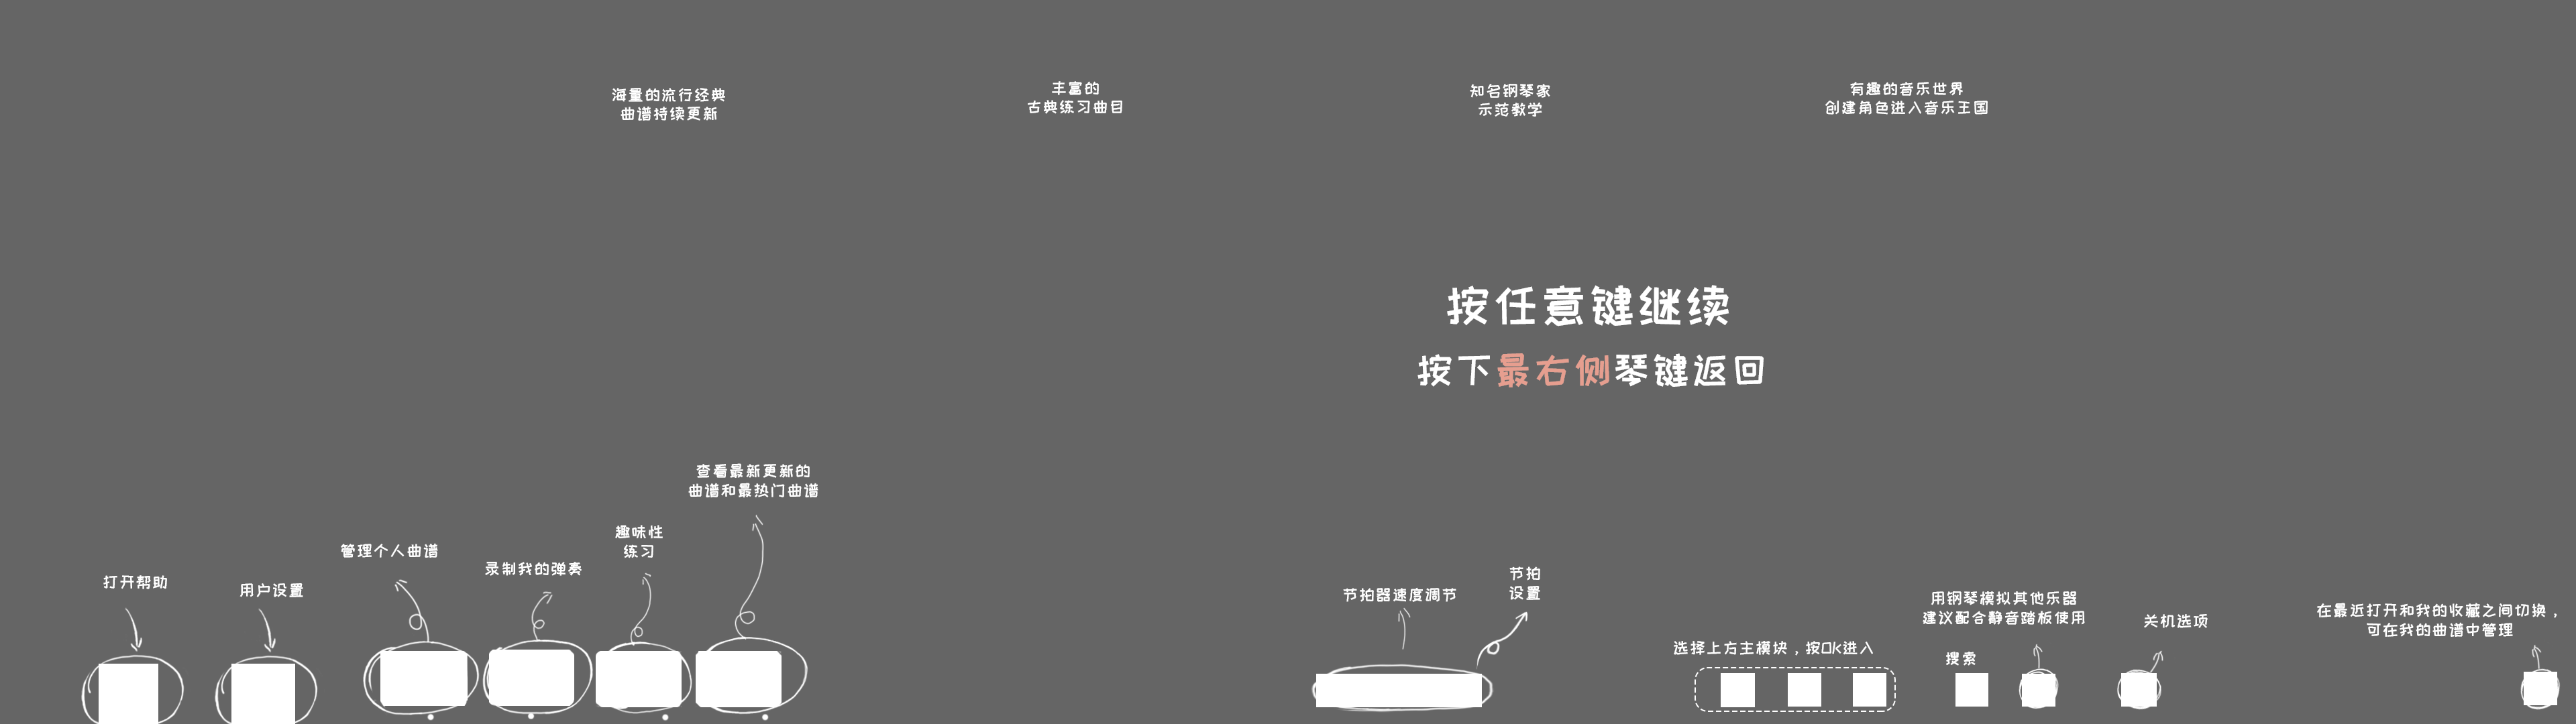 海量的流行经典
曲谱持续更新
丰富的
古典练习曲目
知名钢琴家
示范教学
有趣的音乐世界
创建角色进入音乐王国
按任意键继续
按下最右侧琴键返回
查看最新更新的
曲谱和最热门曲谱
趣味性
练习
管理个人曲谱
录制我的弹奏
打开帮助
用户设置
节拍
设置
节拍器速度调节
用钢琴模拟其他乐器
建议配合静音踏板使用
关机选项
在最近打开和我的收藏之间切换，
可在我的曲谱中管理
选择上方主模块，按OK进入
搜索